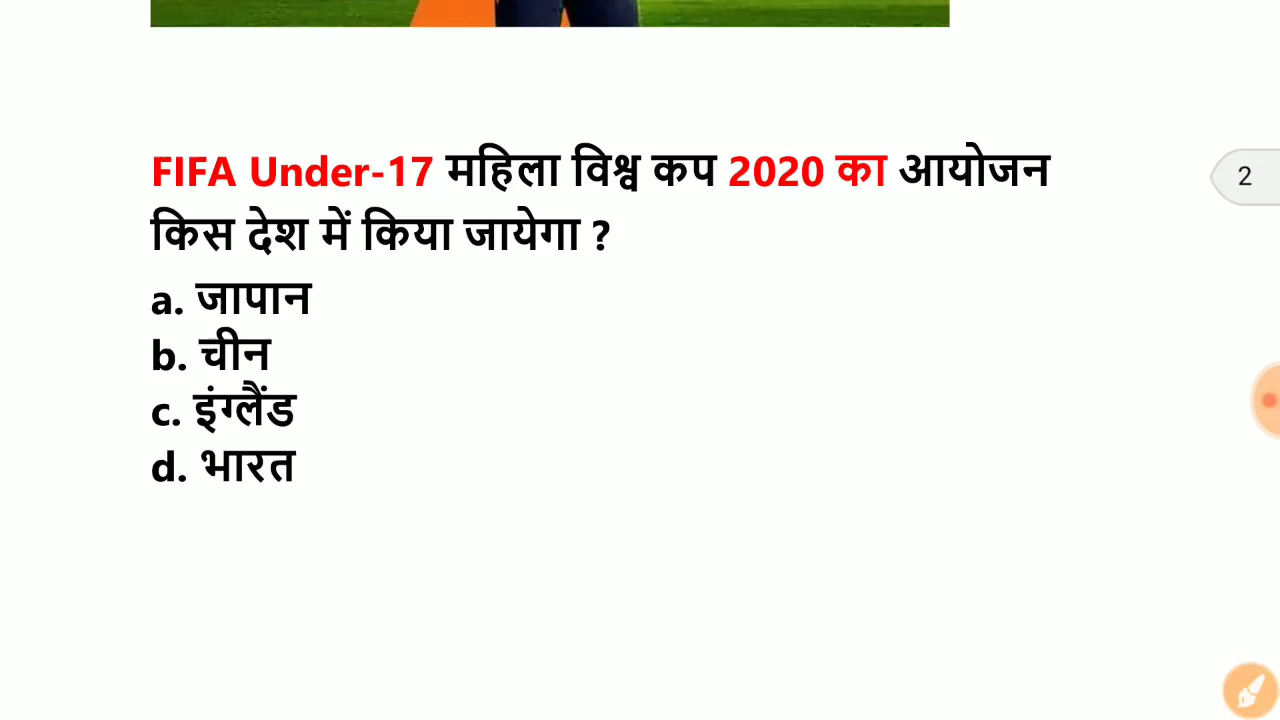 FIFA Under-17 महिला विश्व कप 2020 का आयोजन
किस देश में किया जायेगा ?
a. जापान
b. चीन
c. इंग्लैंड
d. भारत
2